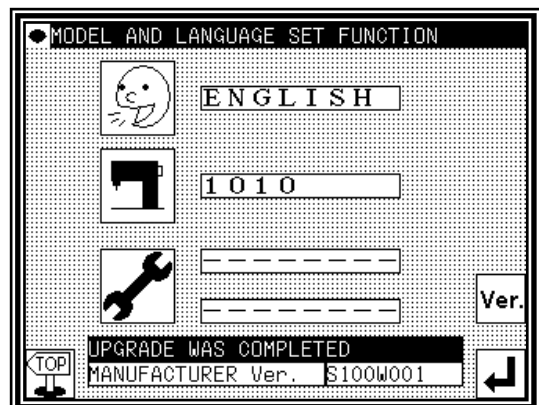 MODEL AND LANGUAGE SET FUNCTION
ENGLISH
1010
--------
--------
Ver.
UPGRADE WAS COMPLETED
TOP
MANUFACTURER Ver. S100W001